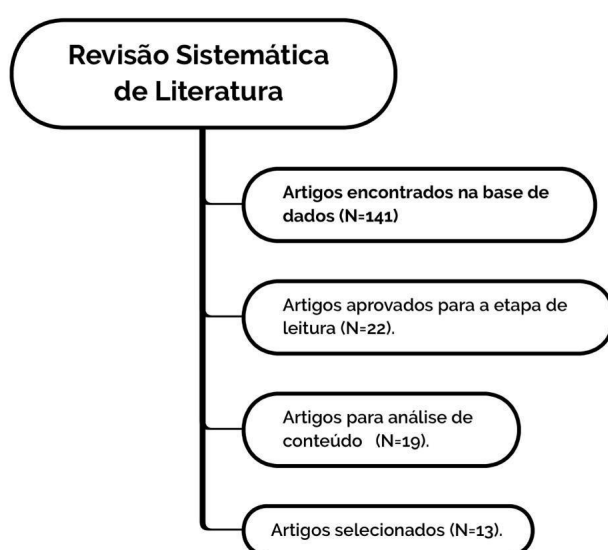 Revisão Sistemática
de Literatura
Artigos encontrados na base de
dados (N=141)
Artigos aprovados para a etapa de
leitura (N=22).
Artigos para análise de
conteúdo (N=19).
Artigos selecionados (N=13).